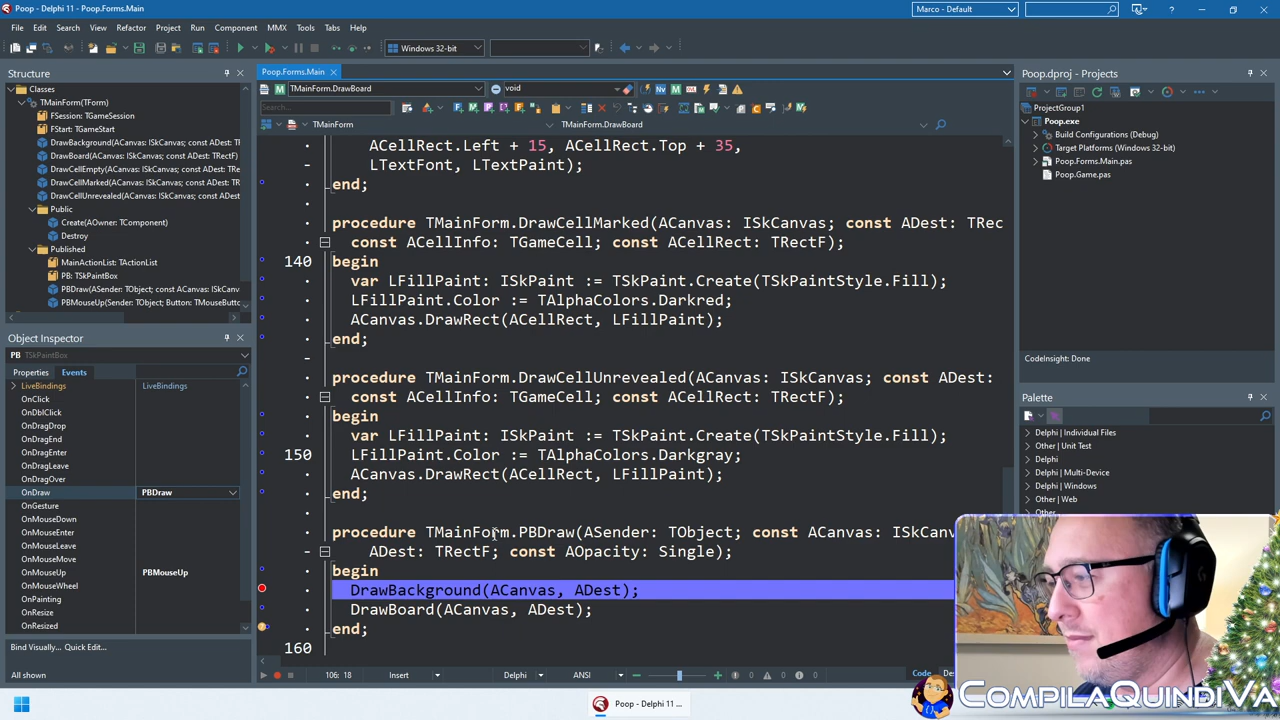 Poop - Delphi 11 - Poop.Forms.Main
Marco - Default
File Edit Search View Refactor Project Run Component MMX Tools Tabs Help
Windows 32-bit
Structure
Classes
TMainForm(TForm)
FSession: TGameSession
FStart: TGameStart
DrawBackground(ACanvas: ISkCanvas; const ADest: TRectF)
DrawBoard(ACanvas: ISkCanvas; const ADest: TRectF)
DrawCellEmpty(ACanvas: ISkCanvas; const ADest: TRe
DrawCellMarked(ACanvas: ISkCanvas; const ADest: TR
DrawCellUnrevealed(ACanvas: ISkCanvas; const ADest
Public
Create(AOwner: TComponent)
Destroy
Published
MainActionList: TActionList
PB: TSkPaintBox
PBDraw(ASender: TObject; const ACanvas: ISkCanvas
PBMouseUp(Sender: TObject; Button: TMouseButto
Object Inspector
PB TSkPaintBox
Properties Events
LiveBindings LiveBindings
OnClick
OnDblClick
OnDragDrop
OnDragEnd
OnDragEnter
OnDragLeave
OnDragOver
OnDraw PBDraw
OnGesture
OnMouseDown
OnMouseEnter
OnMouseLeave
OnMouseMove
OnMouseUp PBMouseUp
OnMouseWheel
OnPainting
OnResize
OnResized
Bind Visually... Quick Edit...
All shown
Poop.Forms.Main
TMainForm.DrawBoard void
Search...
TMainForm TMainForm.DrawBoard
ACellRect.Left + 15, ACellRect.Top + 35,
LTextFont, LTextPaint);
end;
procedure TMainForm.DrawCellMarked(ACanvas: ISkCanvas; const ADest: TRec
const ACellInfo: TGameCell; const ACellRect: TRectF);
140 begin
var LFillPaint: ISkPaint := TSkPaint.Create(TSkPaintStyle.Fill);
LFillPaint.Color := TAlphaColors.Darkred;
ACanvas.DrawRect(ACellRect, LFillPaint);
end;
procedure TMainForm.DrawCellUnrevealed(ACanvas: ISkCanvas; const ADest:
const ACellInfo: TGameCell; const ACellRect: TRectF);
begin
var LFillPaint: ISkPaint := TSkPaint.Create(TSkPaintStyle.Fill);
150 LFillPaint.Color := TAlphaColors.Darkgray;
ACanvas.DrawRect(ACellRect, LFillPaint);
end;
procedure TMainForm.PBDraw(ASender: TObject; const ACanvas: ISkCanv
ADest: TRectF; const AOpacity: Single);
begin
DrawBackground(ACanvas, ADest);
DrawBoard(ACanvas, ADest);
end;
160
106: 18 Insert Delphi ANSI 0 0 0 Code De
Poop.dproj - Projects
ProjectGroup1
Poop.exe
Build Configurations (Debug)
Target Platforms (Windows 32-bit)
Poop.Forms.Main.pas
Poop.Game.pas
CodeInsight: Done
Palette
Delphi | Individual Files
Other | Unit Test
Delphi
Delphi | Multi-Device
Other | Web
Other
Poop - Delphi 11 ...
COMPILAQUINDIVA